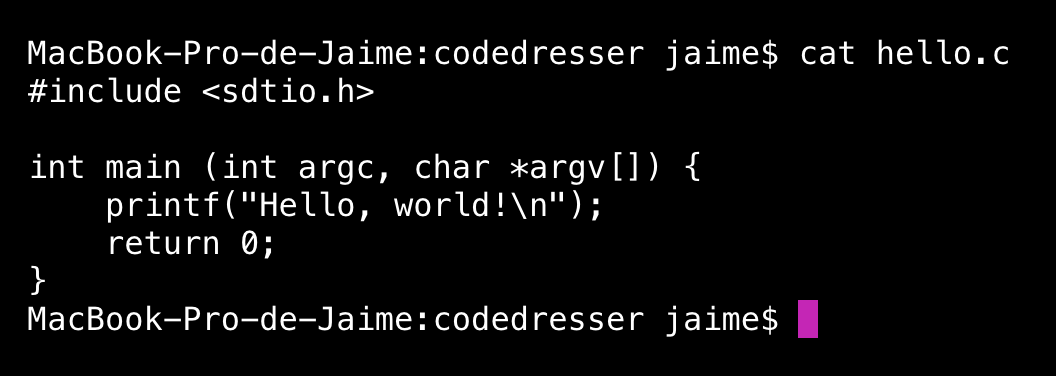 MacBook-Pro-de-Jaime:codedresser jaime$ cat hello.c
#include <sdtio.h>

int main (int argc, char *argv[]) {
    printf("Hello, world!\n");
    return 0;
}
MacBook-Pro-de-Jaime:codedresser jaime$